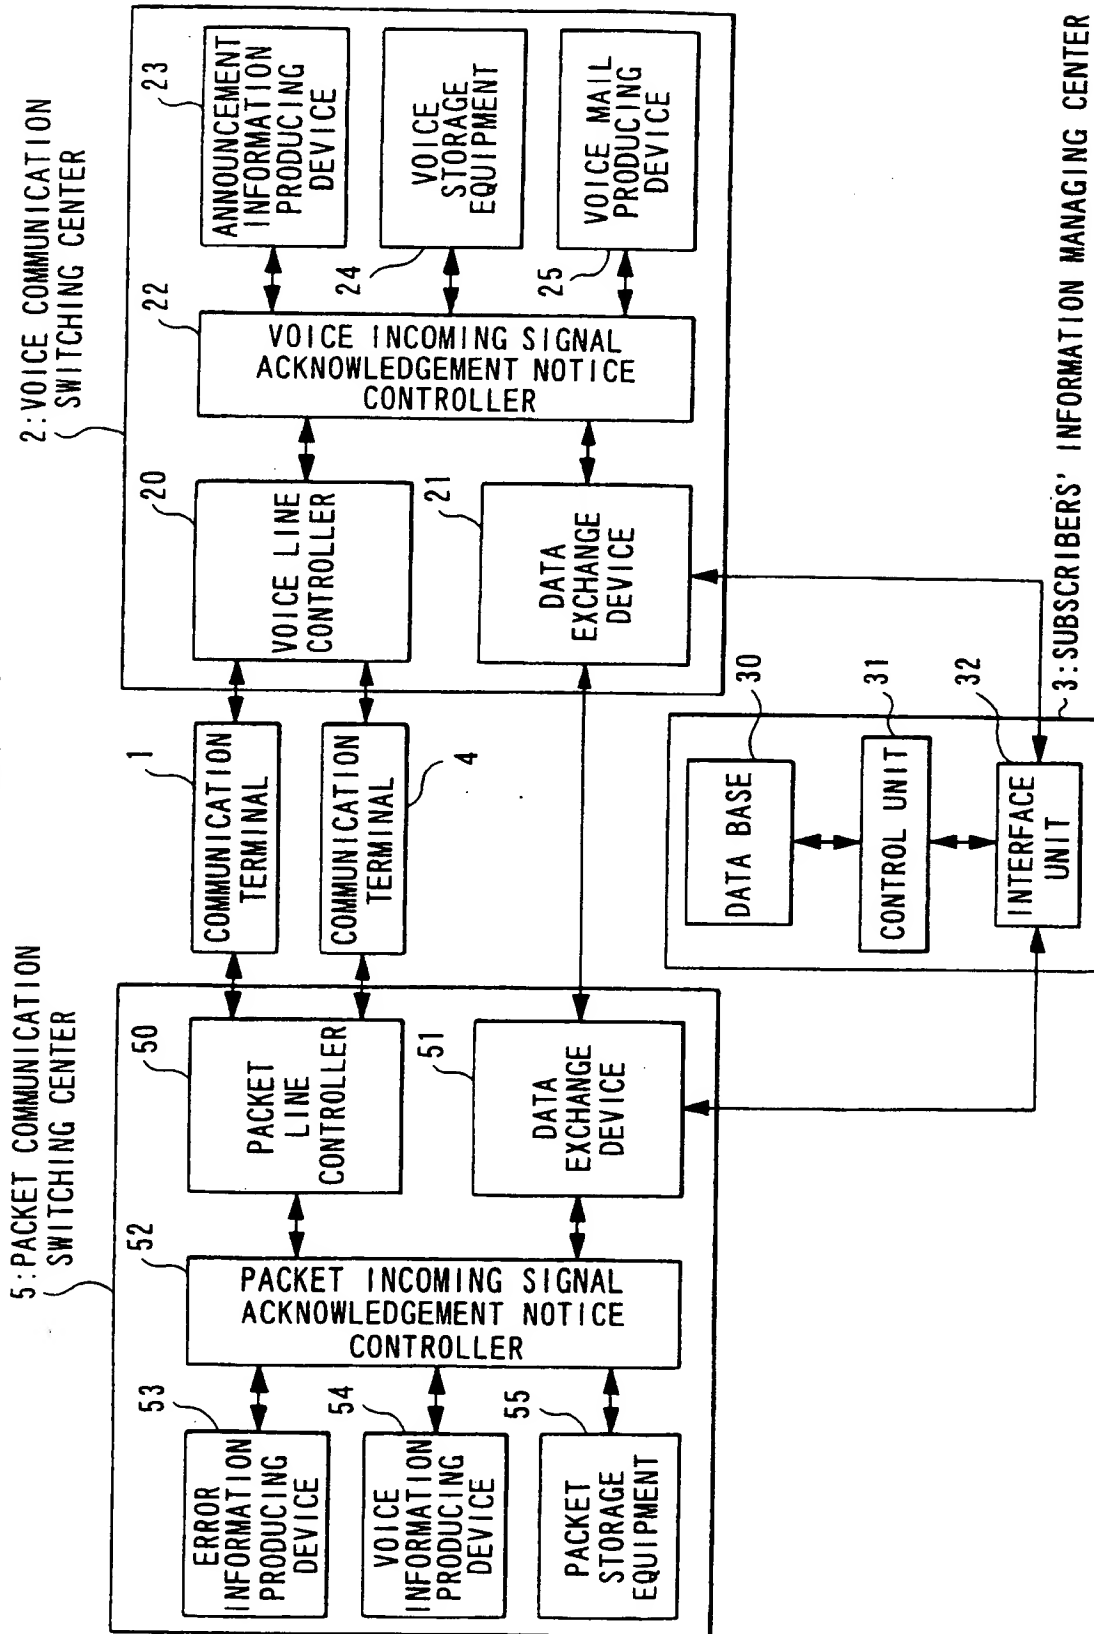 5:PACKET COMMUNICATION
SWITCHING CENTER
2:VOICE COMMUNICATION
SWITCHING CENTER
53
ERROR
INFORMATION
PRODUCING
DEVICE
54
VOICE
INFORMATION
PRODUCING
DEVICE
55
PACKET
STORAGE
EQUIPMENT
52
PACKET INCOMING SIGNAL
ACKNOWLEDGEMENT NOTICE
CONTROLLER
50
PACKET
LINE
CONTROLLER
51
DATA
EXCHANGE
DEVICE
1
COMMUNICATION
TERMINAL
4
COMMUNICATION
TERMINAL
20
VOICE LINE
CONTROLLER
21
DATA
EXCHANGE
DEVICE
22
VOICE INCOMING SIGNAL
ACKNOWLEDGEMENT NOTICE
CONTROLLER
23
ANNOUNCEMENT
INFORMATION
PRODUCING
DEVICE
24
VOICE
STORAGE
EQUIPMENT
25
VOICE MAIL
PRODUCING
DEVICE
30
DATA BASE
31
CONTROL UNIT
32
INTERFACE
UNIT
3:SUBSCRIBERS' INFORMATION MANAGING CENTER